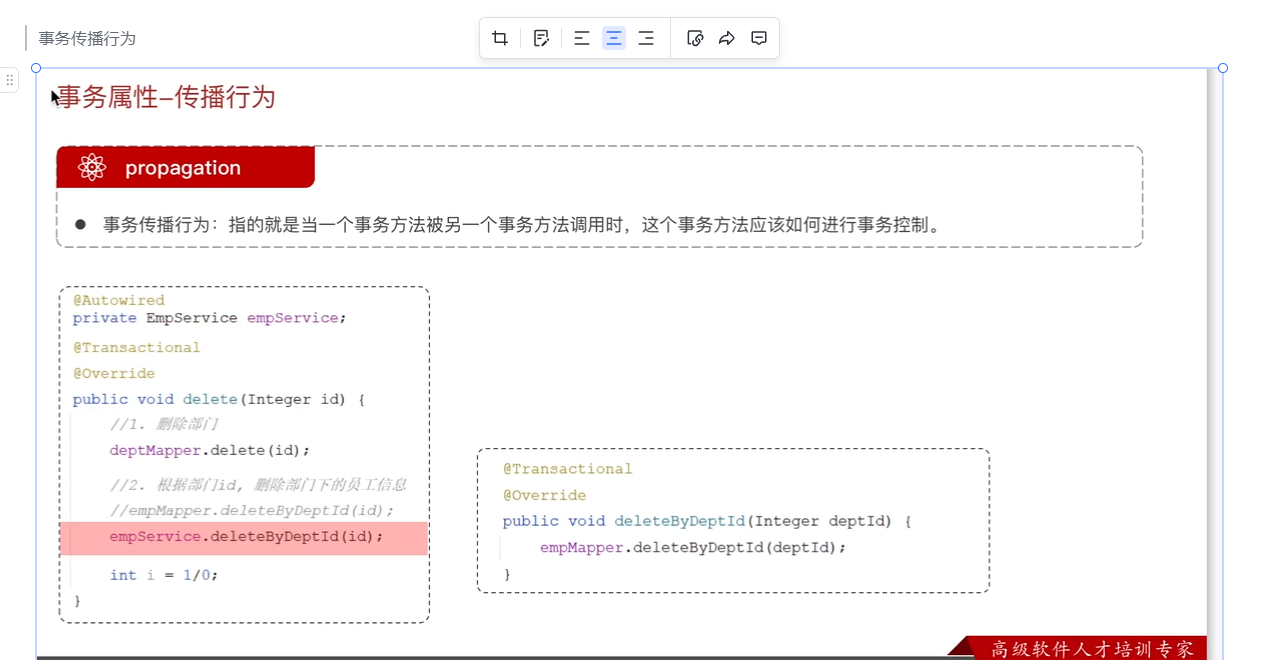 事务传播行为
事务属性–传播行为
propagation
事务传播行为：指的就是当一个事务方法被另一个事务方法调用时，这个事务方法应该如何进行事务控制。
@Autowired
private EmpService empService;
@Transactional
@Override
public void delete(Integer id) {
//1. 删除部门
deptMapper.delete(id);
//2. 根据部门id, 删除部门下的员工信息
//empMapper.deleteByDeptId(id);
empService.deleteByDeptId(id);
int i = 1/0;
}
@Transactional
@Override
public void deleteByDeptId(Integer deptId) {
empMapper.deleteByDeptId(deptId);
}
高级软件人才培训专家